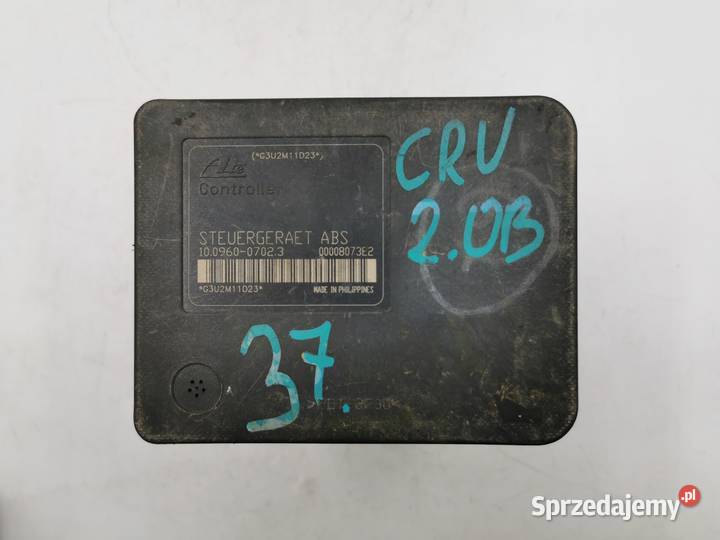 (*G3U2M11D23*)
Ate
Controller
STEUERGERAET ABS
10.0960-0702.3 00008073E2
*G3U2M11D23* MADE IN PHILIPPINES
CRV
2.0B
37.
Sprzedajemy.pl